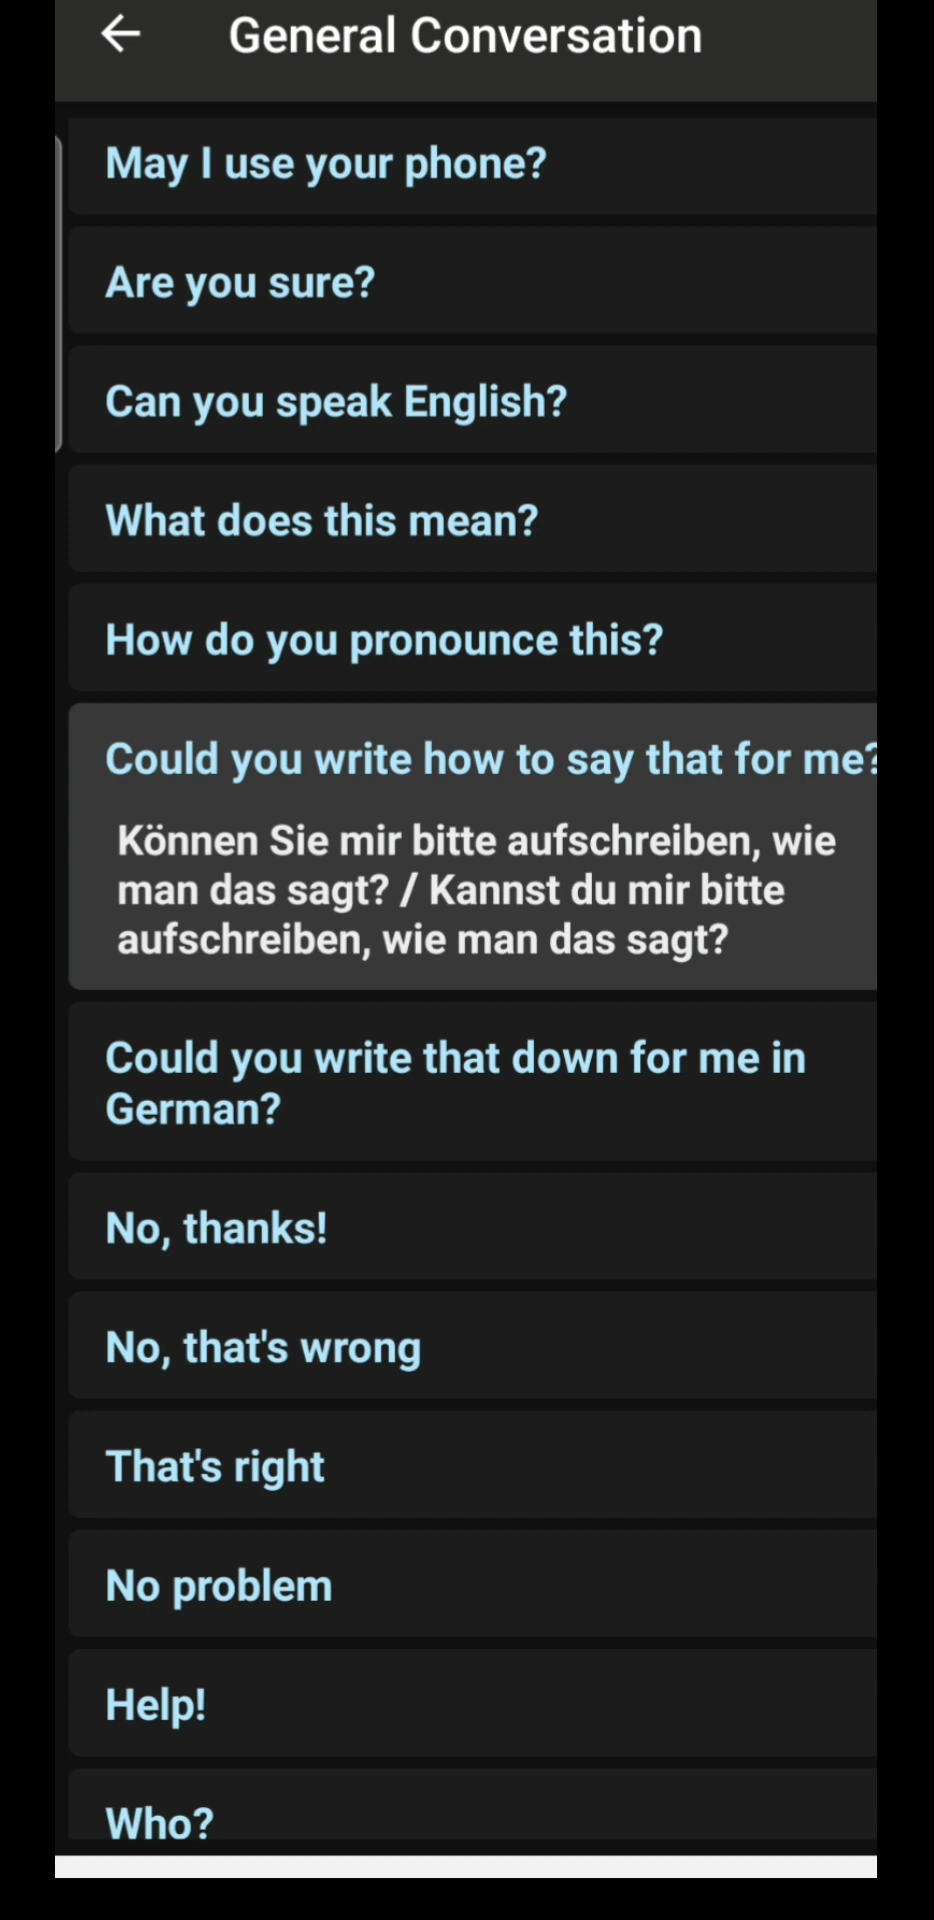 General Conversation
May I use your phone?
Are you sure?
Can you speak English?
What does this mean?
How do you pronounce this?
Could you write how to say that for me?
Können Sie mir bitte aufschreiben, wie
man das sagt? / Kannst du mir bitte
aufschreiben, wie man das sagt?
Could you write that down for me in
German?
No, thanks!
No, that's wrong
That's right
No problem
Help!
Who?